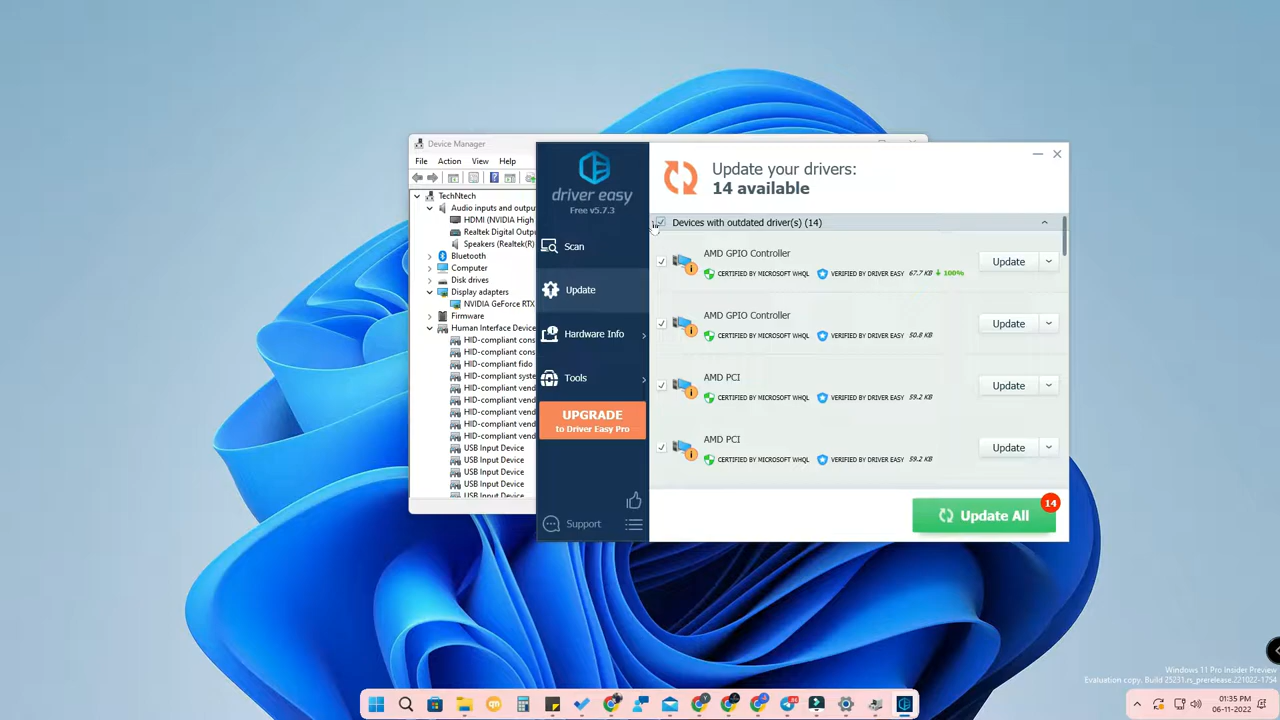 Device Manager
File Action View Help
TechNtech
Audio inputs and outpu
HDMI (NVIDIA High
Realtek Digital Outp
Speakers (Realtek(R)
Bluetooth
Computer
Disk drives
Display adapters
NVIDIA GeForce RTX
Firmware
Human Interface Device
HID-compliant cons
HID-compliant cons
HID-compliant fido
HID-compliant syste
HID-compliant vend
HID-compliant vend
HID-compliant vend
HID-compliant vend
HID-compliant vend
USB Input Device
USB Input Device
USB Input Device
USB Input Device
USB Input Device
driver easy
Free v5.7.3
Scan
Update
Hardware Info
Tools
UPGRADE
to Driver Easy Pro
Support
Update your drivers:
14 available
Devices with outdated driver(s) (14)
AMD GPIO Controller
CERTIFIED BY MICROSOFT WHQL VERIFIED BY DRIVER EASY 67.7 KB 100%
Update
AMD GPIO Controller
CERTIFIED BY MICROSOFT WHQL VERIFIED BY DRIVER EASY 50.8 KB
Update
AMD PCI
CERTIFIED BY MICROSOFT WHQL VERIFIED BY DRIVER EASY 59.2 KB
Update
AMD PCI
CERTIFIED BY MICROSOFT WHQL VERIFIED BY DRIVER EASY 59.2 KB
Update
Update All
14
Windows 11 Pro Insider Preview
Evaluation copy. Build 25231.rs_prerelease.221022-1754
01:35 PM
06-11-2022